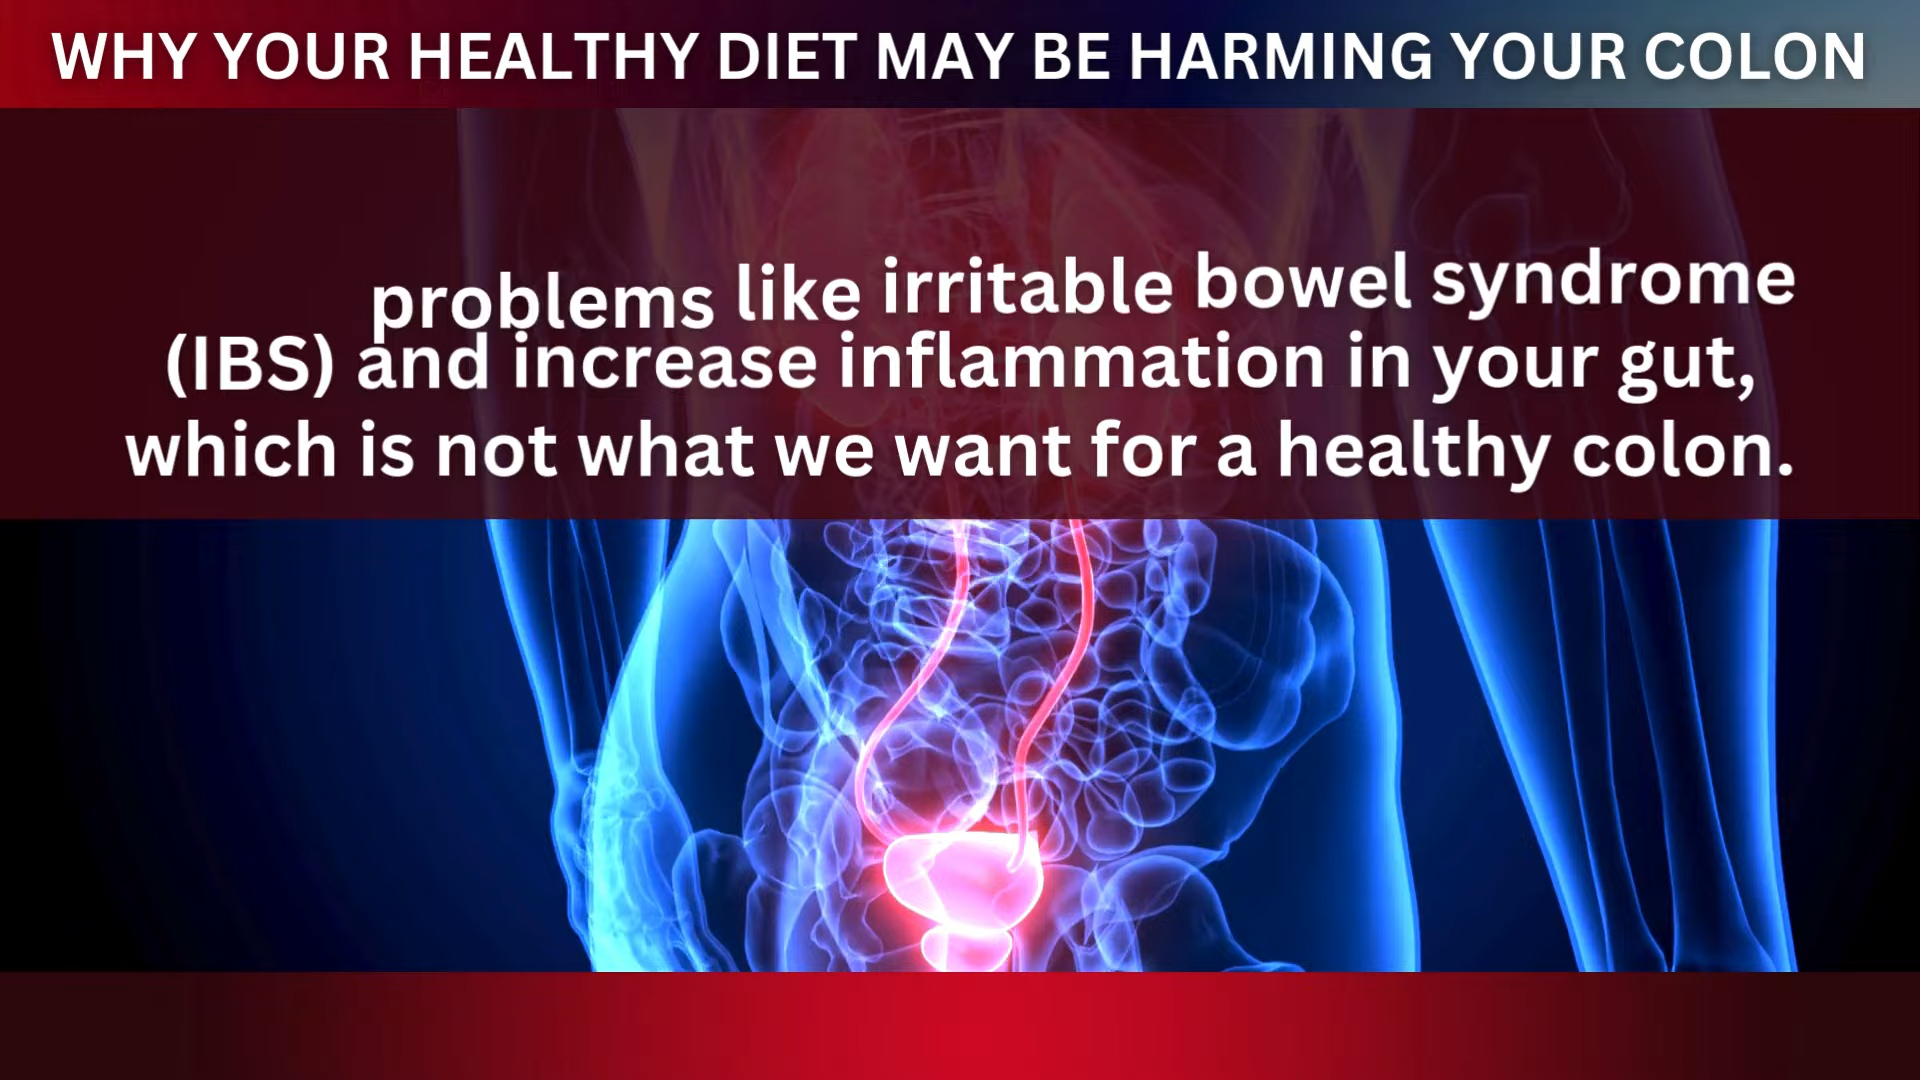 WHY YOUR HEALTHY DIET MAY BE HARMING YOUR COLON
problems like irritable bowel syndrome
(IBS) and increase inflammation in your gut,
which is not what we want for a healthy colon.